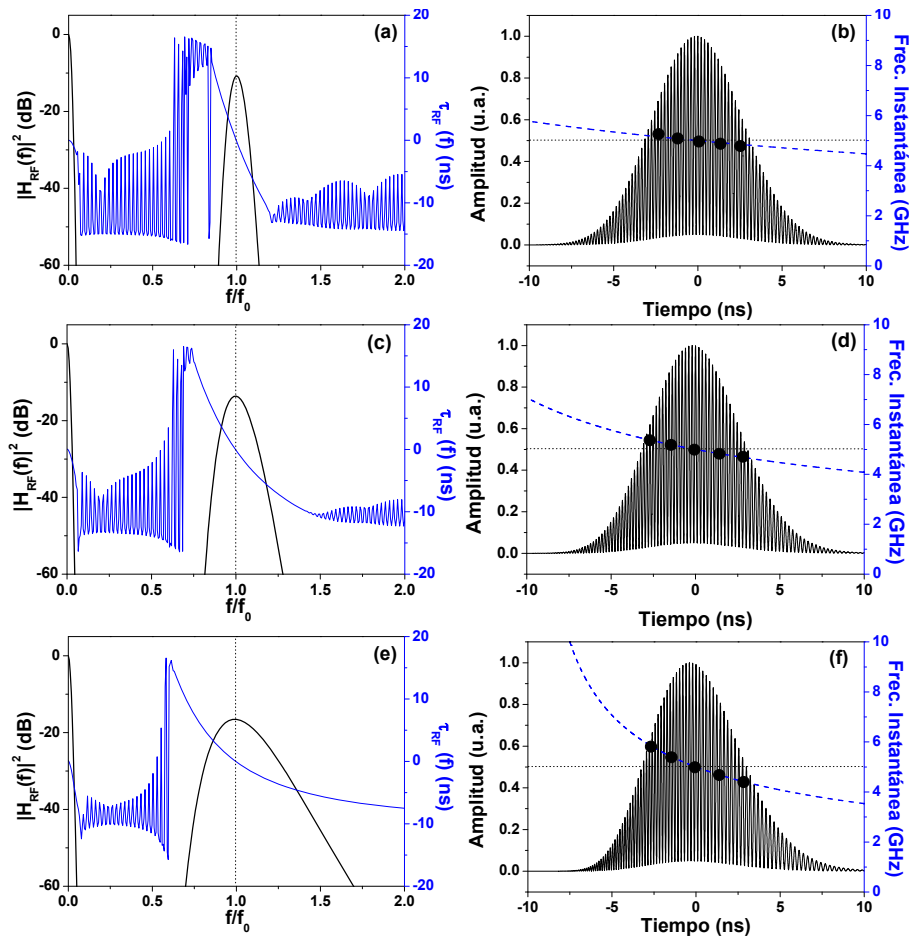 (a)
0
-20
-40
-60
20
15
10
5
0
-5
-10
-15
-20
0.0 0.5 1.0 1.5 2.0
|H_RF(f)|² (dB)
τ_RF (f) (ns)
f/f₀
(b)
1.0
0.8
0.6
0.4
0.2
0.0
10
8
6
4
2
0
-10 -5 0 5 10
Amplitud (u.a.)
Frec. Instantánea (GHz)
Tiempo (ns)
(c)
0
-20
-40
-60
20
10
0
-10
-20
0.0 0.5 1.0 1.5 2.0
|H_RF(f)|² (dB)
τ_RF (f) (ns)
f/f₀
(d)
1.0
0.8
0.6
0.4
0.2
0.0
10
8
6
4
2
0
-10 -5 0 5 10
Amplitud (u.a.)
Frec. Instantánea (GHz)
Tiempo (ns)
(e)
0
-20
-40
-60
20
10
0
-10
-20
0.0 0.5 1.0 1.5 2.0
|H_RF(f)|² (dB)
τ_RF (f) (ns)
f/f₀
(f)
1.0
0.8
0.6
0.4
0.2
0.0
10
8
6
4
2
0
-10 -5 0 5 10
Amplitud (u.a.)
Frec. Instantánea (GHz)
Tiempo (ns)